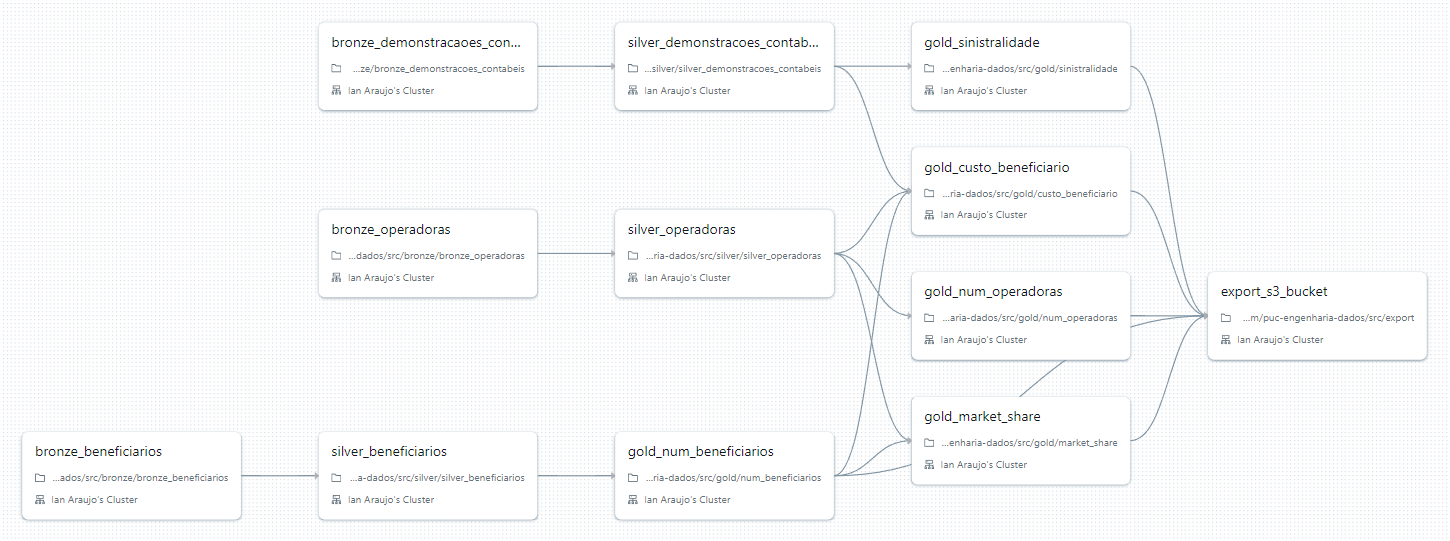 bronze_demonstracaoes_con...
...ze/bronze_demonstracoes_contabeis
Ian Araujo's Cluster
silver_demonstracoes_contab...
...silver/silver_demonstracoes_contabeis
Ian Araujo's Cluster
gold_sinistralidade
...enharia-dados/src/gold/sinistralidade
Ian Araujo's Cluster
gold_custo_beneficiario
...ria-dados/src/gold/custo_beneficiario
Ian Araujo's Cluster
bronze_operadoras
...dados/src/bronze/bronze_operadoras
Ian Araujo's Cluster
silver_operadoras
...ria-dados/src/silver/silver_operadoras
Ian Araujo's Cluster
gold_num_operadoras
...aria-dados/src/gold/num_operadoras
Ian Araujo's Cluster
export_s3_bucket
...m/puc-engenharia-dados/src/export
Ian Araujo's Cluster
gold_market_share
...enharia-dados/src/gold/market_share
Ian Araujo's Cluster
bronze_beneficiarios
...ados/src/bronze/bronze_beneficiarios
Ian Araujo's Cluster
silver_beneficiarios
...a-dados/src/silver/silver_beneficiarios
Ian Araujo's Cluster
gold_num_beneficiarios
...ria-dados/src/gold/num_beneficiarios
Ian Araujo's Cluster